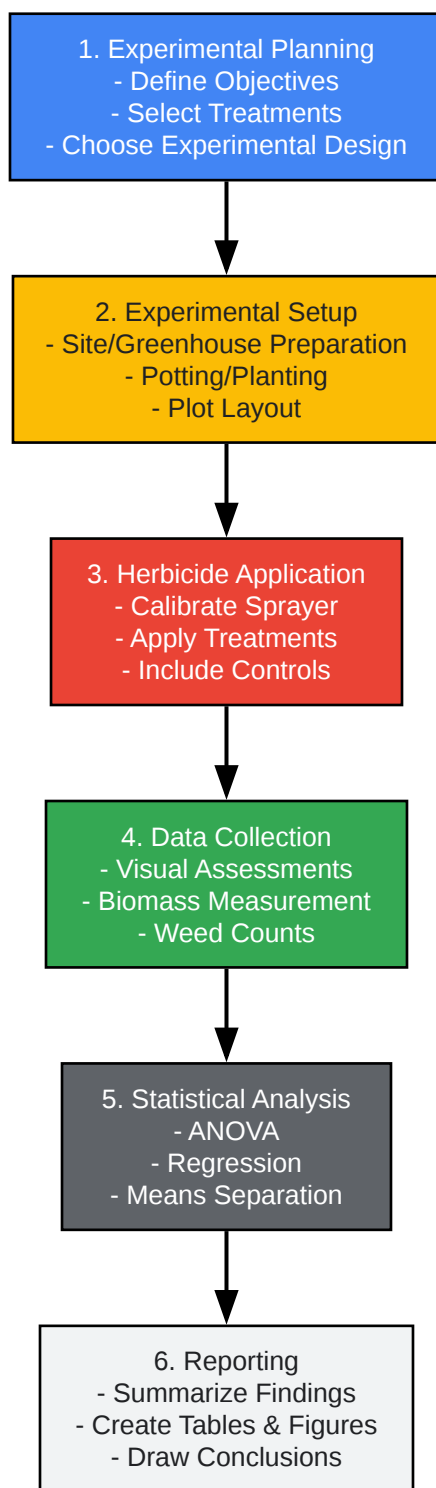 1. Experimental Planning
- Define Objectives
- Select Treatments
- Choose Experimental Design
2. Experimental Setup
- Site/Greenhouse Preparation
- Potting/Planting
- Plot Layout
3. Herbicide Application
- Calibrate Sprayer
- Apply Treatments
- Include Controls
4. Data Collection
- Visual Assessments
- Biomass Measurement
- Weed Counts
5. Statistical Analysis
- ANOVA
- Regression
- Means Separation
6. Reporting
- Summarize Findings
- Create Tables & Figures
- Draw Conclusions